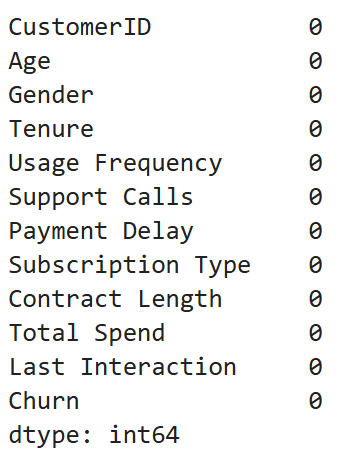 CustomerID 0
Age 0
Gender 0
Tenure 0
Usage Frequency 0
Support Calls 0
Payment Delay 0
Subscription Type 0
Contract Length 0
Total Spend 0
Last Interaction 0
Churn 0
dtype: int64